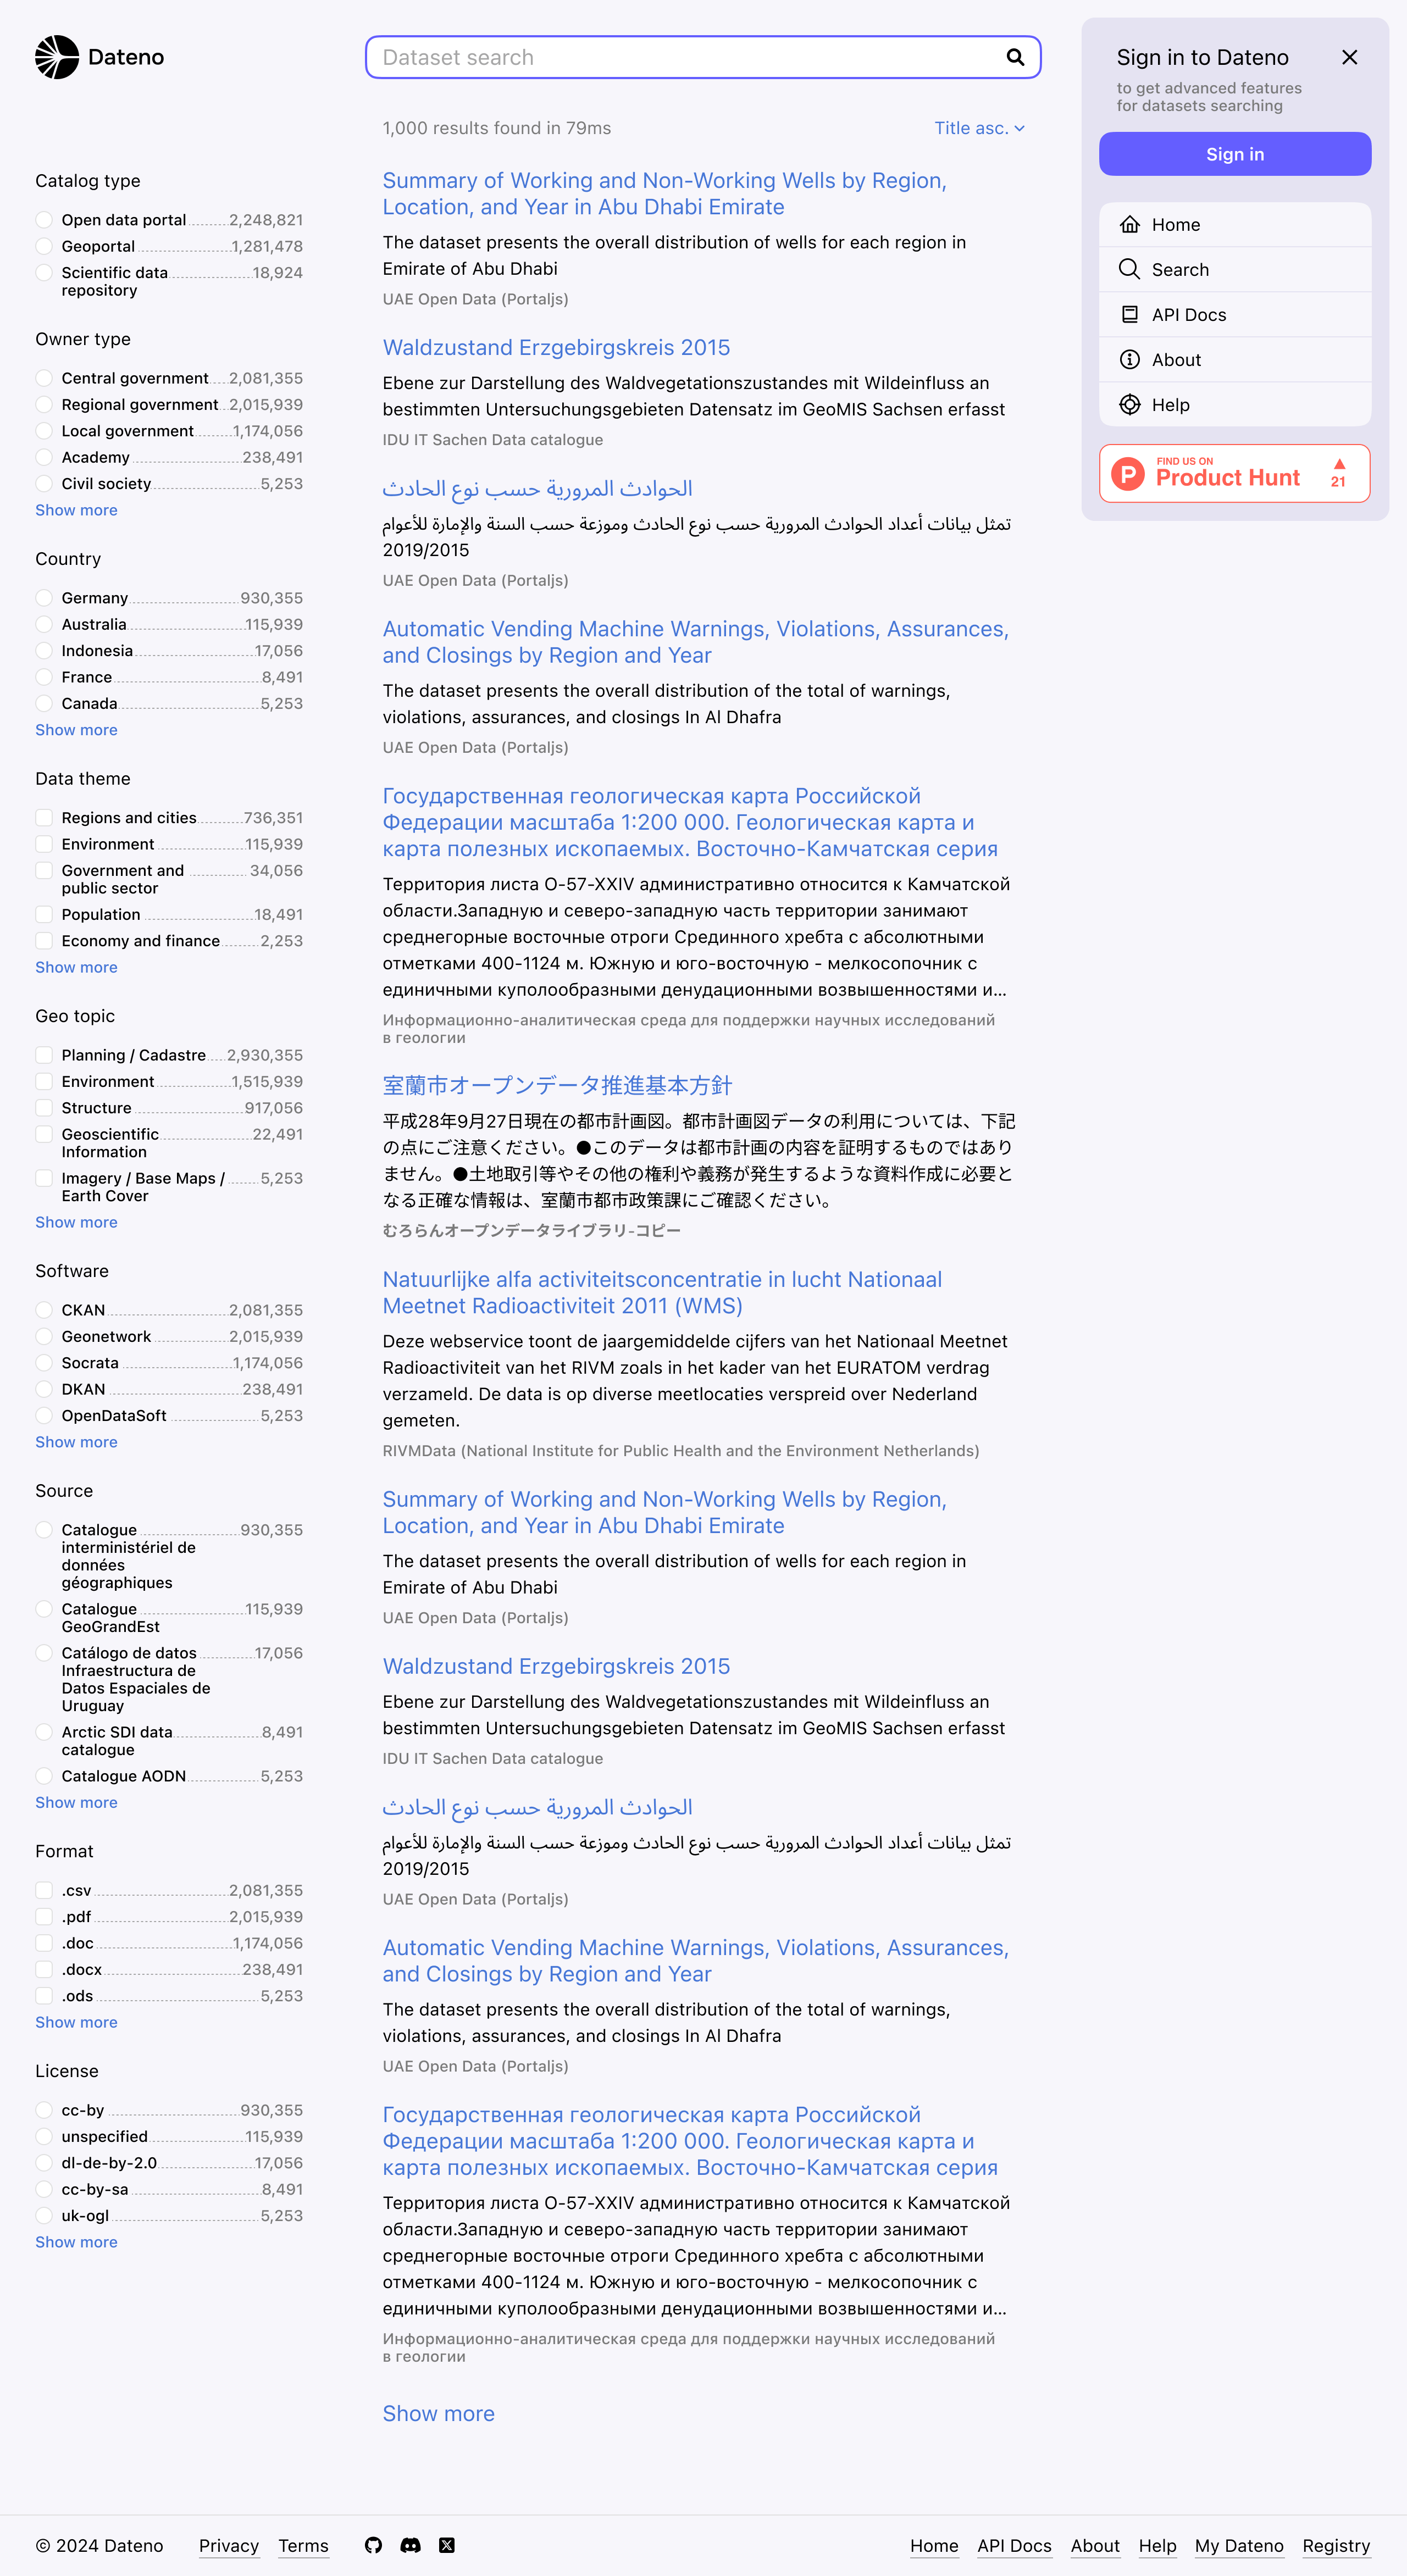 Dateno
Dataset search
1,000 results found in 79ms
Title asc.
Catalog type
Open data portal 2,248,821
Geoportal 1,281,478
Scientific data 18,924
repository
Owner type
Central government 2,081,355
Regional government 2,015,939
Local government 1,174,056
Academy 238,491
Civil society 5,253
Show more
Country
Germany 930,355
Australia 115,939
Indonesia 17,056
France 8,491
Canada 5,253
Show more
Data theme
Regions and cities 736,351
Environment 115,939
Government and 34,056
public sector
Population 18,491
Economy and finance 2,253
Show more
Geo topic
Planning / Cadastre 2,930,355
Environment 1,515,939
Structure 917,056
Geoscientific 22,491
Information
Imagery / Base Maps / 5,253
Earth Cover
Show more
Software
CKAN 2,081,355
Geonetwork 2,015,939
Socrata 1,174,056
DKAN 238,491
OpenDataSoft 5,253
Show more
Source
Catalogue 930,355
interministériel de
données
géographiques
Catalogue 115,939
GeoGrandEst
Catálogo de datos 17,056
Infraestructura de
Datos Espaciales de
Uruguay
Arctic SDI data 8,491
catalogue
Catalogue AODN 5,253
Show more
Format
.csv 2,081,355
.pdf 2,015,939
.doc 1,174,056
.docx 238,491
.ods 5,253
Show more
License
cc-by 930,355
unspecified 115,939
dl-de-by-2.0 17,056
cc-by-sa 8,491
uk-ogl 5,253
Show more
Summary of Working and Non-Working Wells by Region,
Location, and Year in Abu Dhabi Emirate
The dataset presents the overall distribution of wells for each region in
Emirate of Abu Dhabi
UAE Open Data (Portaljs)
Waldzustand Erzgebirgskreis 2015
Ebene zur Darstellung des Waldvegetationszustandes mit Wildeinfluss an
bestimmten Untersuchungsgebieten Datensatz im GeoMIS Sachsen erfasst
IDU IT Sachen Data catalogue
الحوادث المرورية حسب نوع الحادث
تمثل بيانات أعداد الحوادث المرورية حسب نوع الحادث وموزعة حسب السنة والإمارة للأعوام
2019/2015
UAE Open Data (Portaljs)
Automatic Vending Machine Warnings, Violations, Assurances,
and Closings by Region and Year
The dataset presents the overall distribution of the total of warnings,
violations, assurances, and closings In Al Dhafra
UAE Open Data (Portaljs)
Государственная геологическая карта Российской
Федерации масштаба 1:200 000. Геологическая карта и
карта полезных ископаемых. Восточно-Камчатская серия
Территория листа О-57-XXIV административно относится к Камчатской
области.Западную и северо-западную часть территории занимают
среднегорные восточные отроги Срединного хребта с абсолютными
отметками 400-1124 м. Южную и юго-восточную - мелкосопочник с
единичными куполообразными денудационными возвышенностями и...
Информационно-аналитическая среда для поддержки научных исследований
в геологии
室蘭市オープンデータ推進基本方針
平成28年9月27日現在の都市計画図。都市計画図データの利用については、下記
の点にご注意ください。●このデータは都市計画の内容を証明するものではあり
ません。●土地取引等やその他の権利や義務が発生するような資料作成に必要と
なる正確な情報は、室蘭市都市政策課にご確認ください。
むろらんオープンデータライブラリ-コピー
Natuurlijke alfa activiteitsconcentratie in lucht Nationaal
Meetnet Radioactiviteit 2011 (WMS)
Deze webservice toont de jaargemiddelde cijfers van het Nationaal Meetnet
Radioactiviteit van het RIVM zoals in het kader van het EURATOM verdrag
verzameld. De data is op diverse meetlocaties verspreid over Nederland
gemeten.
RIVMData (National Institute for Public Health and the Environment Netherlands)
Summary of Working and Non-Working Wells by Region,
Location, and Year in Abu Dhabi Emirate
The dataset presents the overall distribution of wells for each region in
Emirate of Abu Dhabi
UAE Open Data (Portaljs)
Waldzustand Erzgebirgskreis 2015
Ebene zur Darstellung des Waldvegetationszustandes mit Wildeinfluss an
bestimmten Untersuchungsgebieten Datensatz im GeoMIS Sachsen erfasst
IDU IT Sachen Data catalogue
الحوادث المرورية حسب نوع الحادث
تمثل بيانات أعداد الحوادث المرورية حسب نوع الحادث وموزعة حسب السنة والإمارة للأعوام
2019/2015
UAE Open Data (Portaljs)
Automatic Vending Machine Warnings, Violations, Assurances,
and Closings by Region and Year
The dataset presents the overall distribution of the total of warnings,
violations, assurances, and closings In Al Dhafra
UAE Open Data (Portaljs)
Государственная геологическая карта Российской
Федерации масштаба 1:200 000. Геологическая карта и
карта полезных ископаемых. Восточно-Камчатская серия
Территория листа О-57-XXIV административно относится к Камчатской
области.Западную и северо-западную часть территории занимают
среднегорные восточные отроги Срединного хребта с абсолютными
отметками 400-1124 м. Южную и юго-восточную - мелкосопочник с
единичными куполообразными денудационными возвышенностями и...
Информационно-аналитическая среда для поддержки научных исследований
в геологии
Show more
Sign in to Dateno
to get advanced features
for datasets searching
Sign in
Home
Search
API Docs
About
Help
P
FIND US ON
Product Hunt
21
© 2024 Dateno Privacy Terms
Home API Docs About Help My Dateno Registry